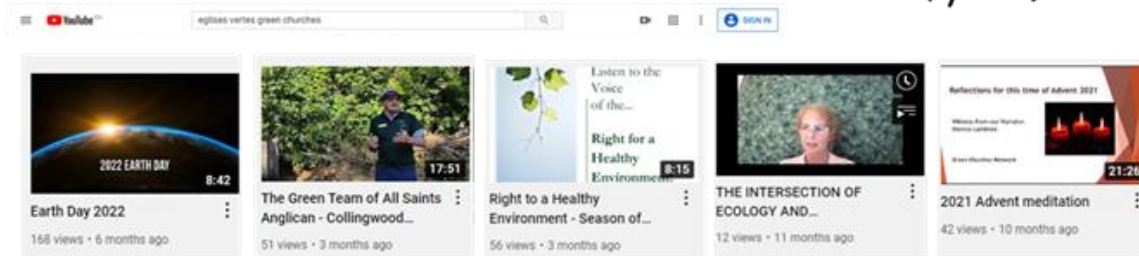 YouTube
eglises vertes green churches
SIGN IN
2022 EARTH DAY
8:42
Earth Day 2022
168 views • 6 months ago
17:51
The Green Team of All Saints
Anglican - Collingwood...
51 views • 3 months ago
Listen to the
Voice
of the...
Right for a
Healthy
Environment
8:15
Right to a Healthy
Environment - Season of...
56 views • 3 months ago
THE INTERSECTION OF
ECOLOGY AND...
12 views • 11 months ago
Reflections for this time of Advent 2021
Green Churches Network
21:26
2021 Advent meditation
42 views • 10 months ago